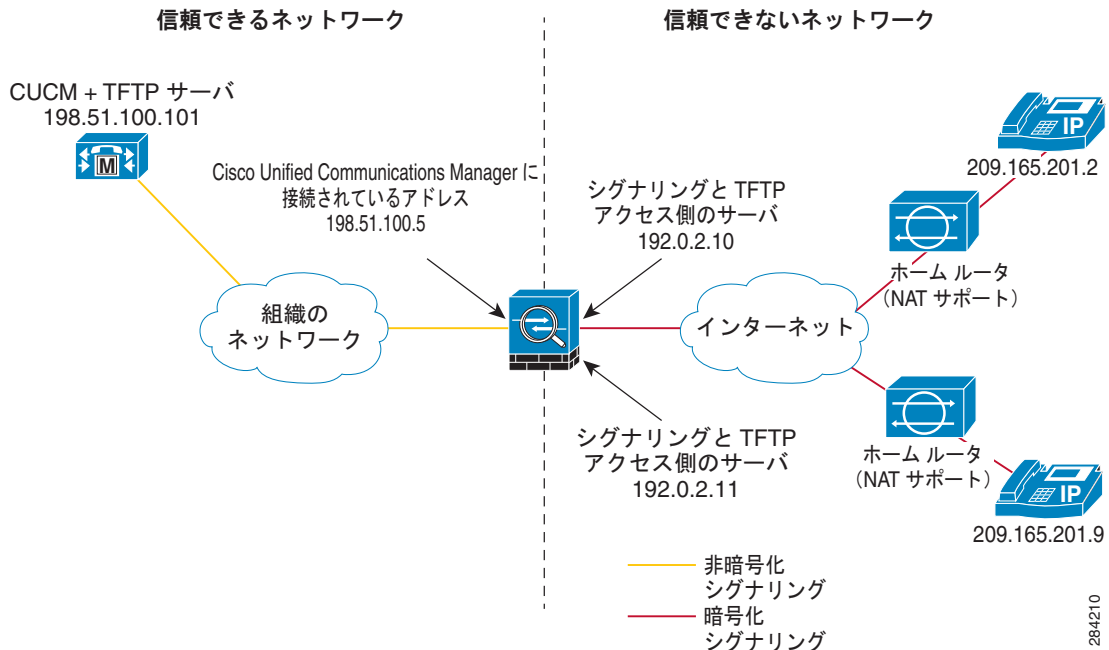 信頼できるネットワーク
信頼できないネットワーク
CUCM + TFTP サーバ
198.51.100.101
M
Cisco Unified Communications Manager に
接続されているアドレス
198.51.100.5
シグナリングと TFTP
アクセス側のサーバ
192.0.2.10
IP
209.165.201.2
ホーム ルータ
(NAT サポート)
組織の
ネットワーク
インターネット
シグナリングと TFTP
アクセス側のサーバ
192.0.2.11
ホーム ルータ
(NAT サポート)
IP
209.165.201.9
非暗号化
シグナリング
暗号化
シグナリング
284210